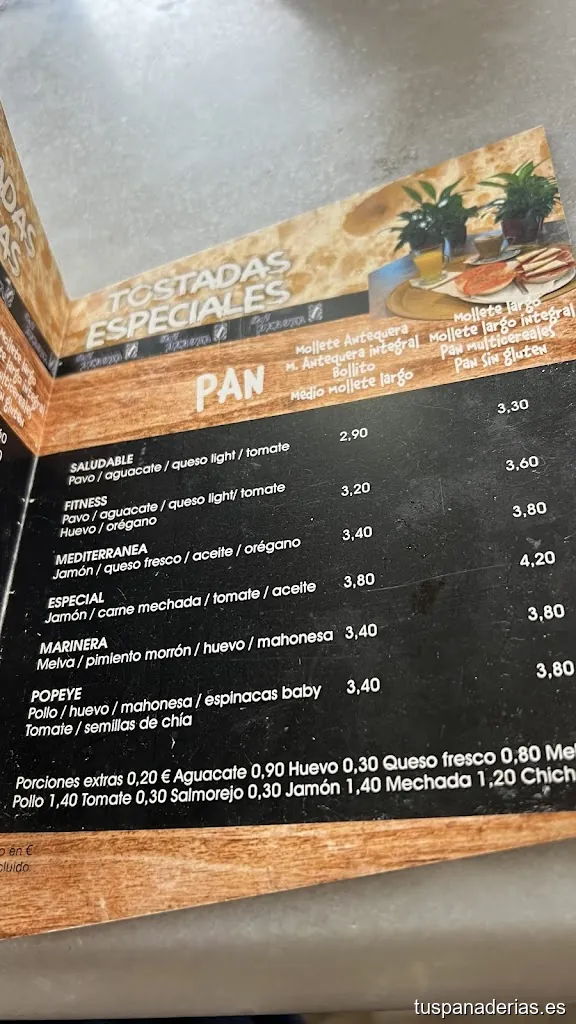 TOSTADAS
ESPECIALES
PAN
Mollete Antequera
M. Antequera integral
Bollito
Medio mollete largo
Mollete largo
Mollete largo integral
Pan multicereales
Pan sin gluten
SALUDABLE
Pavo / aguacate / queso light / tomate 2,90 3,30
FITNESS
Pavo / aguacate / queso light/ tomate 3,20 3,60
Huevo / orégano
MEDITERRANEA
Jamón / queso fresco / aceite / orégano 3,40 3,80
ESPECIAL
Jamón / carne mechada / tomate / aceite 3,80 4,20
MARINERA
Melva / pimiento morrón / huevo / mahonesa 3,40 3,80
POPEYE
Pollo / huevo / mahonesa / espinacas baby 3,40 3,80
Tomate / semillas de chía
Porciones extras 0,20 € Aguacate 0,90 Huevo 0,30 Queso fresco 0,80
Pollo 1,40 Tomate 0,30 Salmorejo 0,30 Jamón 1,40 Mechada 1,20
en €
tuspanaderias.es